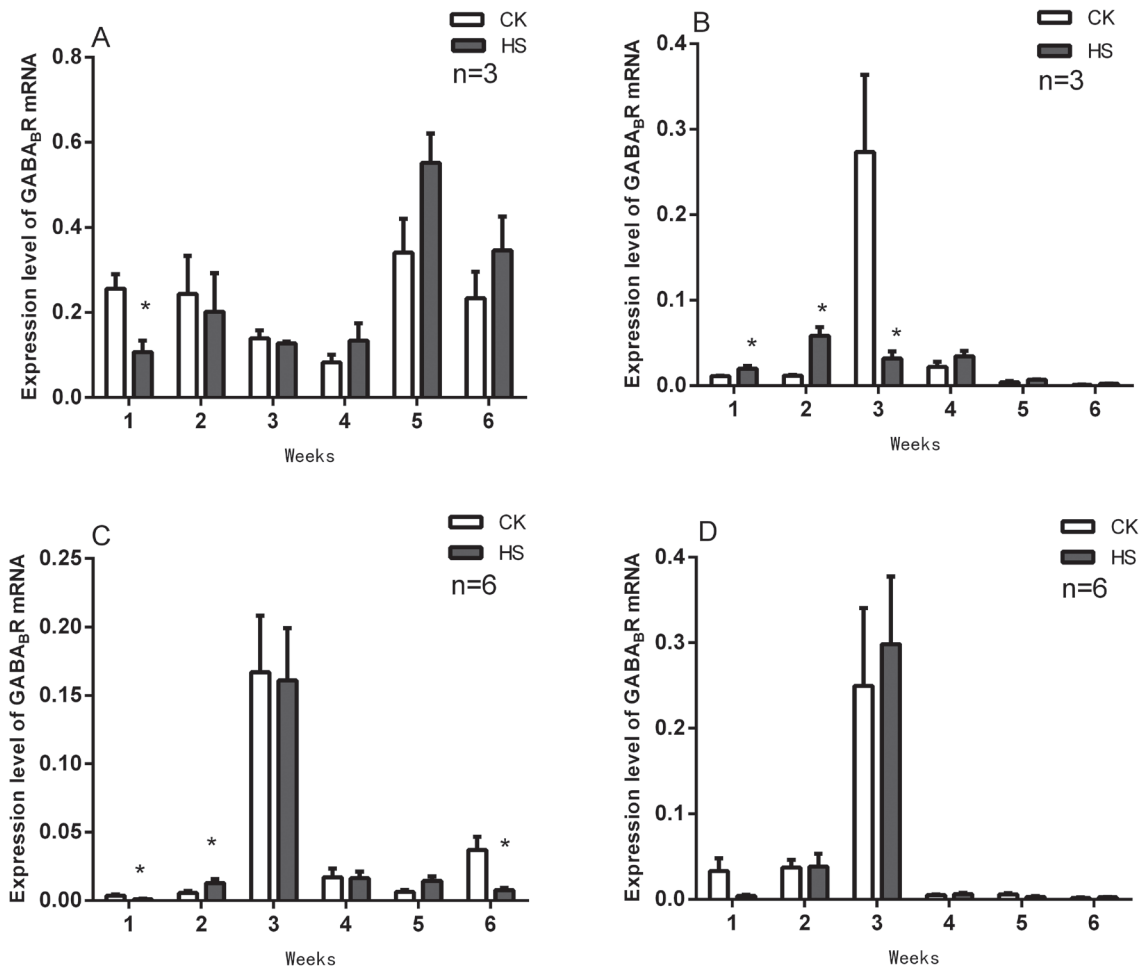 A
CK
HS
n=3
Expression level of GABA_BR mRNA
0.8
0.6
0.4
0.2
0.0
1 2 3 4 5 6
Weeks
B
CK
HS
n=3
Expression level of GABA_BR mRNA
0.4
0.3
0.2
0.1
0.0
1 2 3 4 5 6
Weeks
*
*
*
*
C
CK
HS
n=6
Expression level of GABA_BR mRNA
0.25
0.20
0.15
0.10
0.05
0.00
1 2 3 4 5 6
Weeks
*
*
*
D
CK
HS
n=6
Expression level of GABA_BR mRNA
0.4
0.3
0.2
0.1
0.0
1 2 3 4 5 6
Weeks